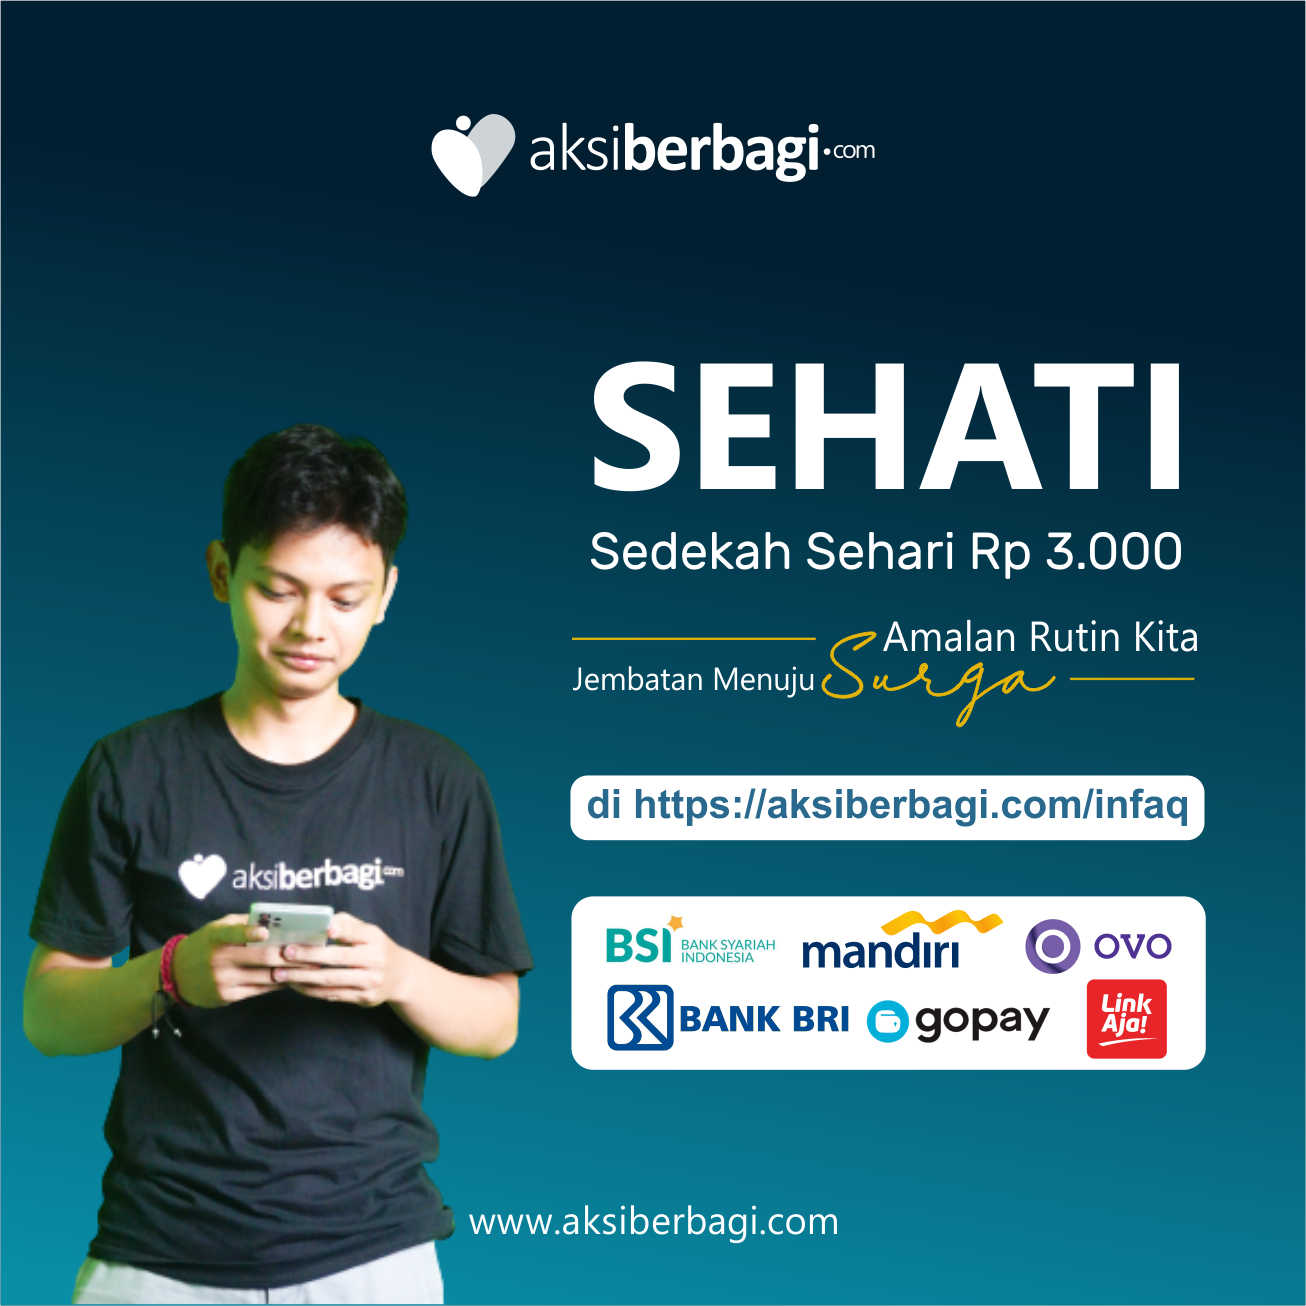 aksiberbagi.com
SEHATI
Sedekah Sehari Rp 3.000
Amalan Rutin Kita
Jembatan Menuju Surga
di https://aksiberbagi.com/infaq
aksiberbagi.com
BSI BANK SYARIAH INDONESIA
mandiri
OVO
BANK BRI
gopay
Link Aja!
www.aksiberbagi.com